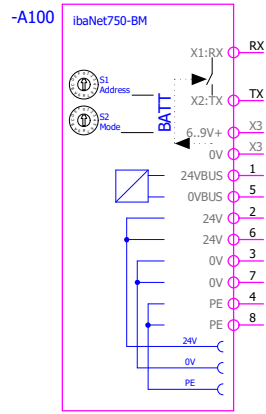 -A100
ibaNet750-BM
X1:RX RX
S1
Address
X2:TX TX
S2
Mode
BATT
6..9V+ X3
0V X3
24VBUS 1
0VBUS 5
24V 2
24V 6
0V 3
0V 7
PE 4
PE 8
24V
0V
PE